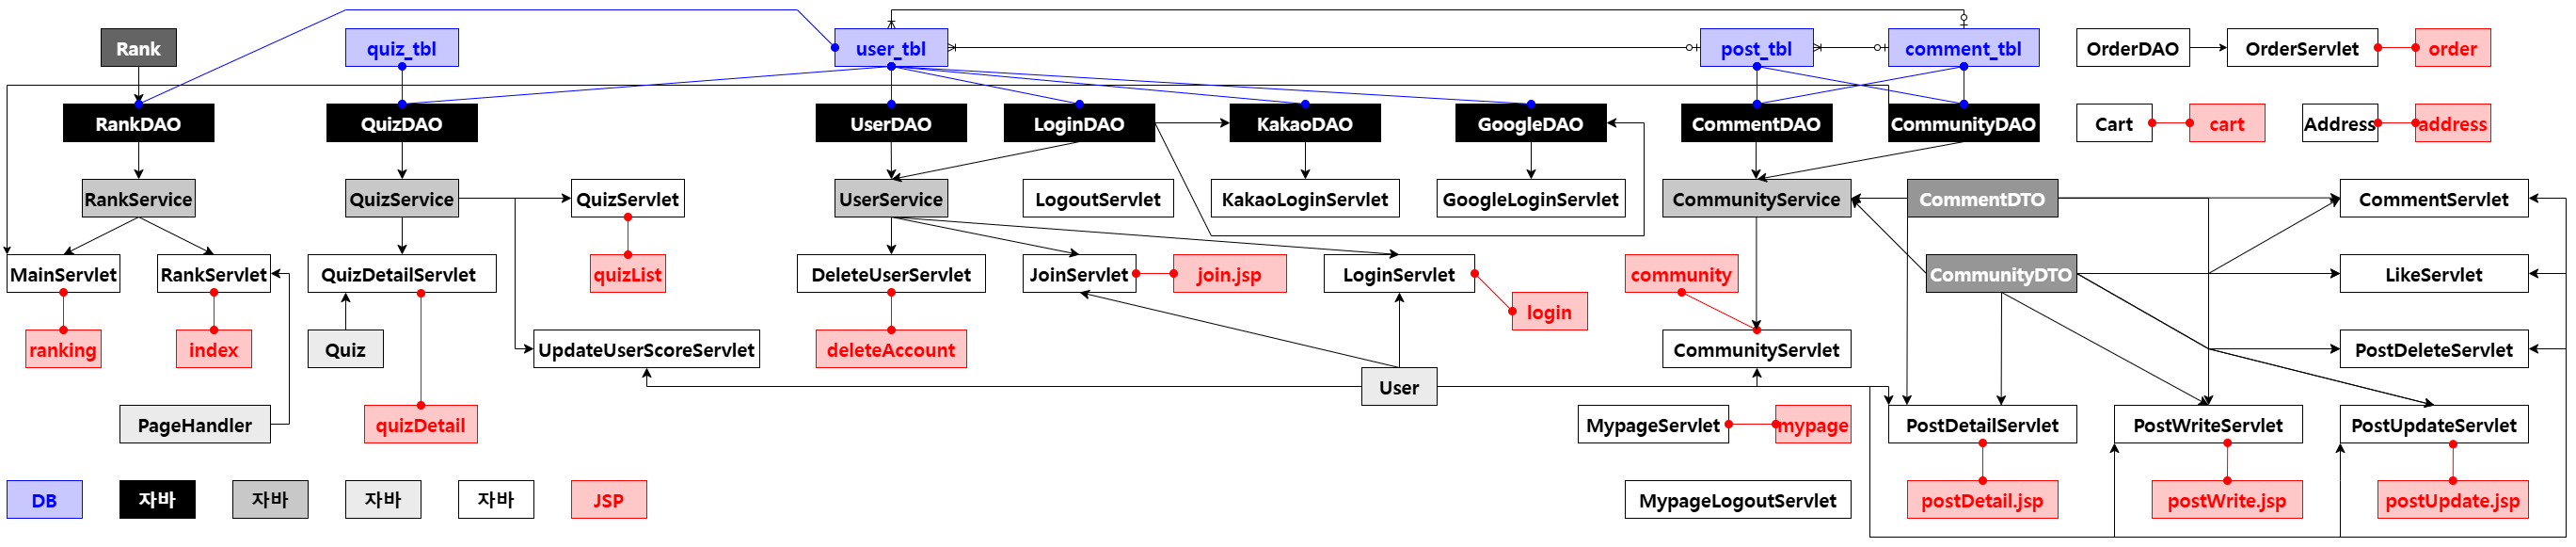 Rank
quiz_tbl
user_tbl
post_tbl
comment_tbl
OrderDAO
OrderServlet
order
RankDAO
QuizDAO
UserDAO
LoginDAO
KakaoDAO
GoogleDAO
CommentDAO
CommunityDAO
Cart
cart
Address
address
RankService
QuizService
QuizServlet
UserService
LogoutServlet
KakaoLoginServlet
GoogleLoginServlet
CommunityService
CommentDTO
CommentServlet
MainServlet
RankServlet
QuizDetailServlet
quizList
DeleteUserServlet
JoinServlet
join.jsp
LoginServlet
community
CommunityDTO
LikeServlet
login
ranking
index
Quiz
UpdateUserScoreServlet
deleteAccount
CommunityServlet
PostDeleteServlet
User
PageHandler
quizDetail
MypageServlet
mypage
PostDetailServlet
PostWriteServlet
PostUpdateServlet
DB
자바
자바
자바
자바
JSP
MypageLogoutServlet
postDetail.jsp
postWrite.jsp
postUpdate.jsp